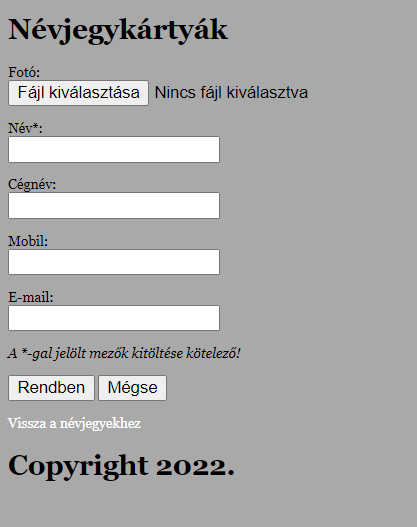 Névjegykártyák
Fotó:
Fájl kiválasztása Nincs fájl kiválasztva
Név*:
Cégnév:
Mobil:
E-mail:
A *-gal jelölt mezők kitöltése kötelező!
Rendben Mégse
Vissza a névjegyekhez
Copyright 2022.